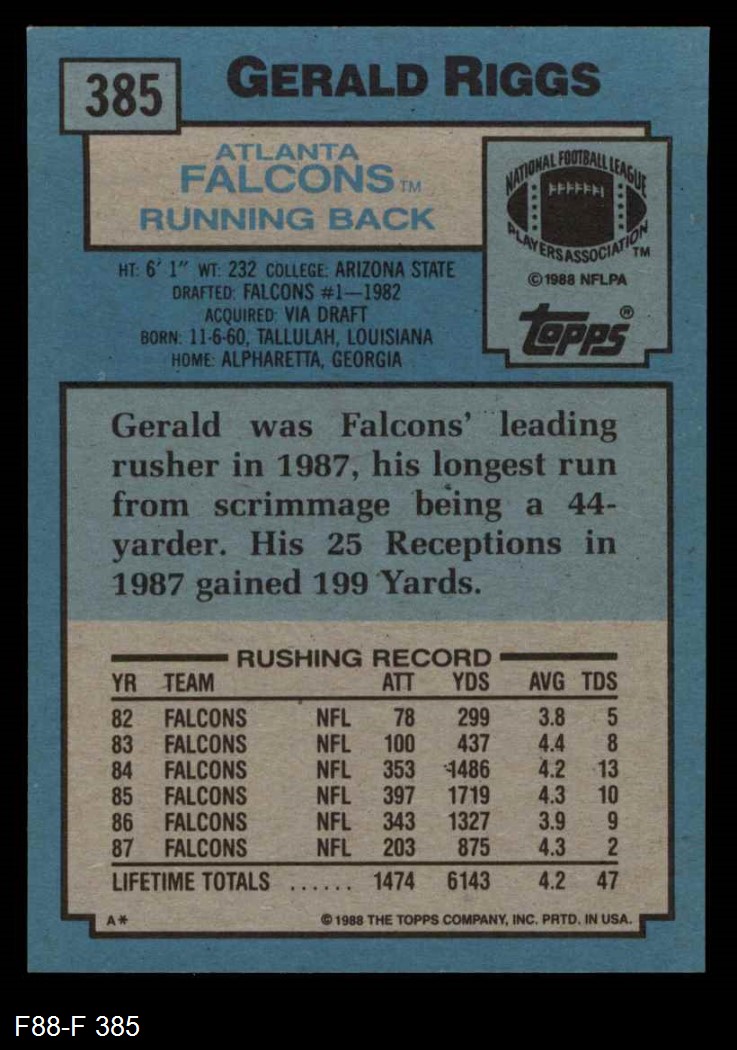 385
GERALD RIGGS
ATLANTA
FALCONS™
RUNNING BACK
NATIONAL FOOTBALL LEAGUE
PLAYERS ASSOCIATION™
©1988 NFLPA
topps®
HT: 6' 1" WT: 232 COLLEGE: ARIZONA STATE
DRAFTED: FALCONS #1—1982
ACQUIRED: VIA DRAFT
BORN: 11-6-60, TALLULAH, LOUISIANA
HOME: ALPHARETTA, GEORGIA
Gerald was Falcons' leading
rusher in 1987, his longest run
from scrimmage being a 44-
yarder. His 25 Receptions in
1987 gained 199 Yards.
RUSHING RECORD
YR TEAM ATT YDS AVG TDS
82 FALCONS NFL 78 299 3.8 5
83 FALCONS NFL 100 437 4.4 8
84 FALCONS NFL 353 1486 4.2 13
85 FALCONS NFL 397 1719 4.3 10
86 FALCONS NFL 343 1327 3.9 9
87 FALCONS NFL 203 875 4.3 2
LIFETIME TOTALS ...... 1474 6143 4.2 47
A* ©1988 THE TOPPS COMPANY, INC. PRTD. IN USA.
F88-F 385